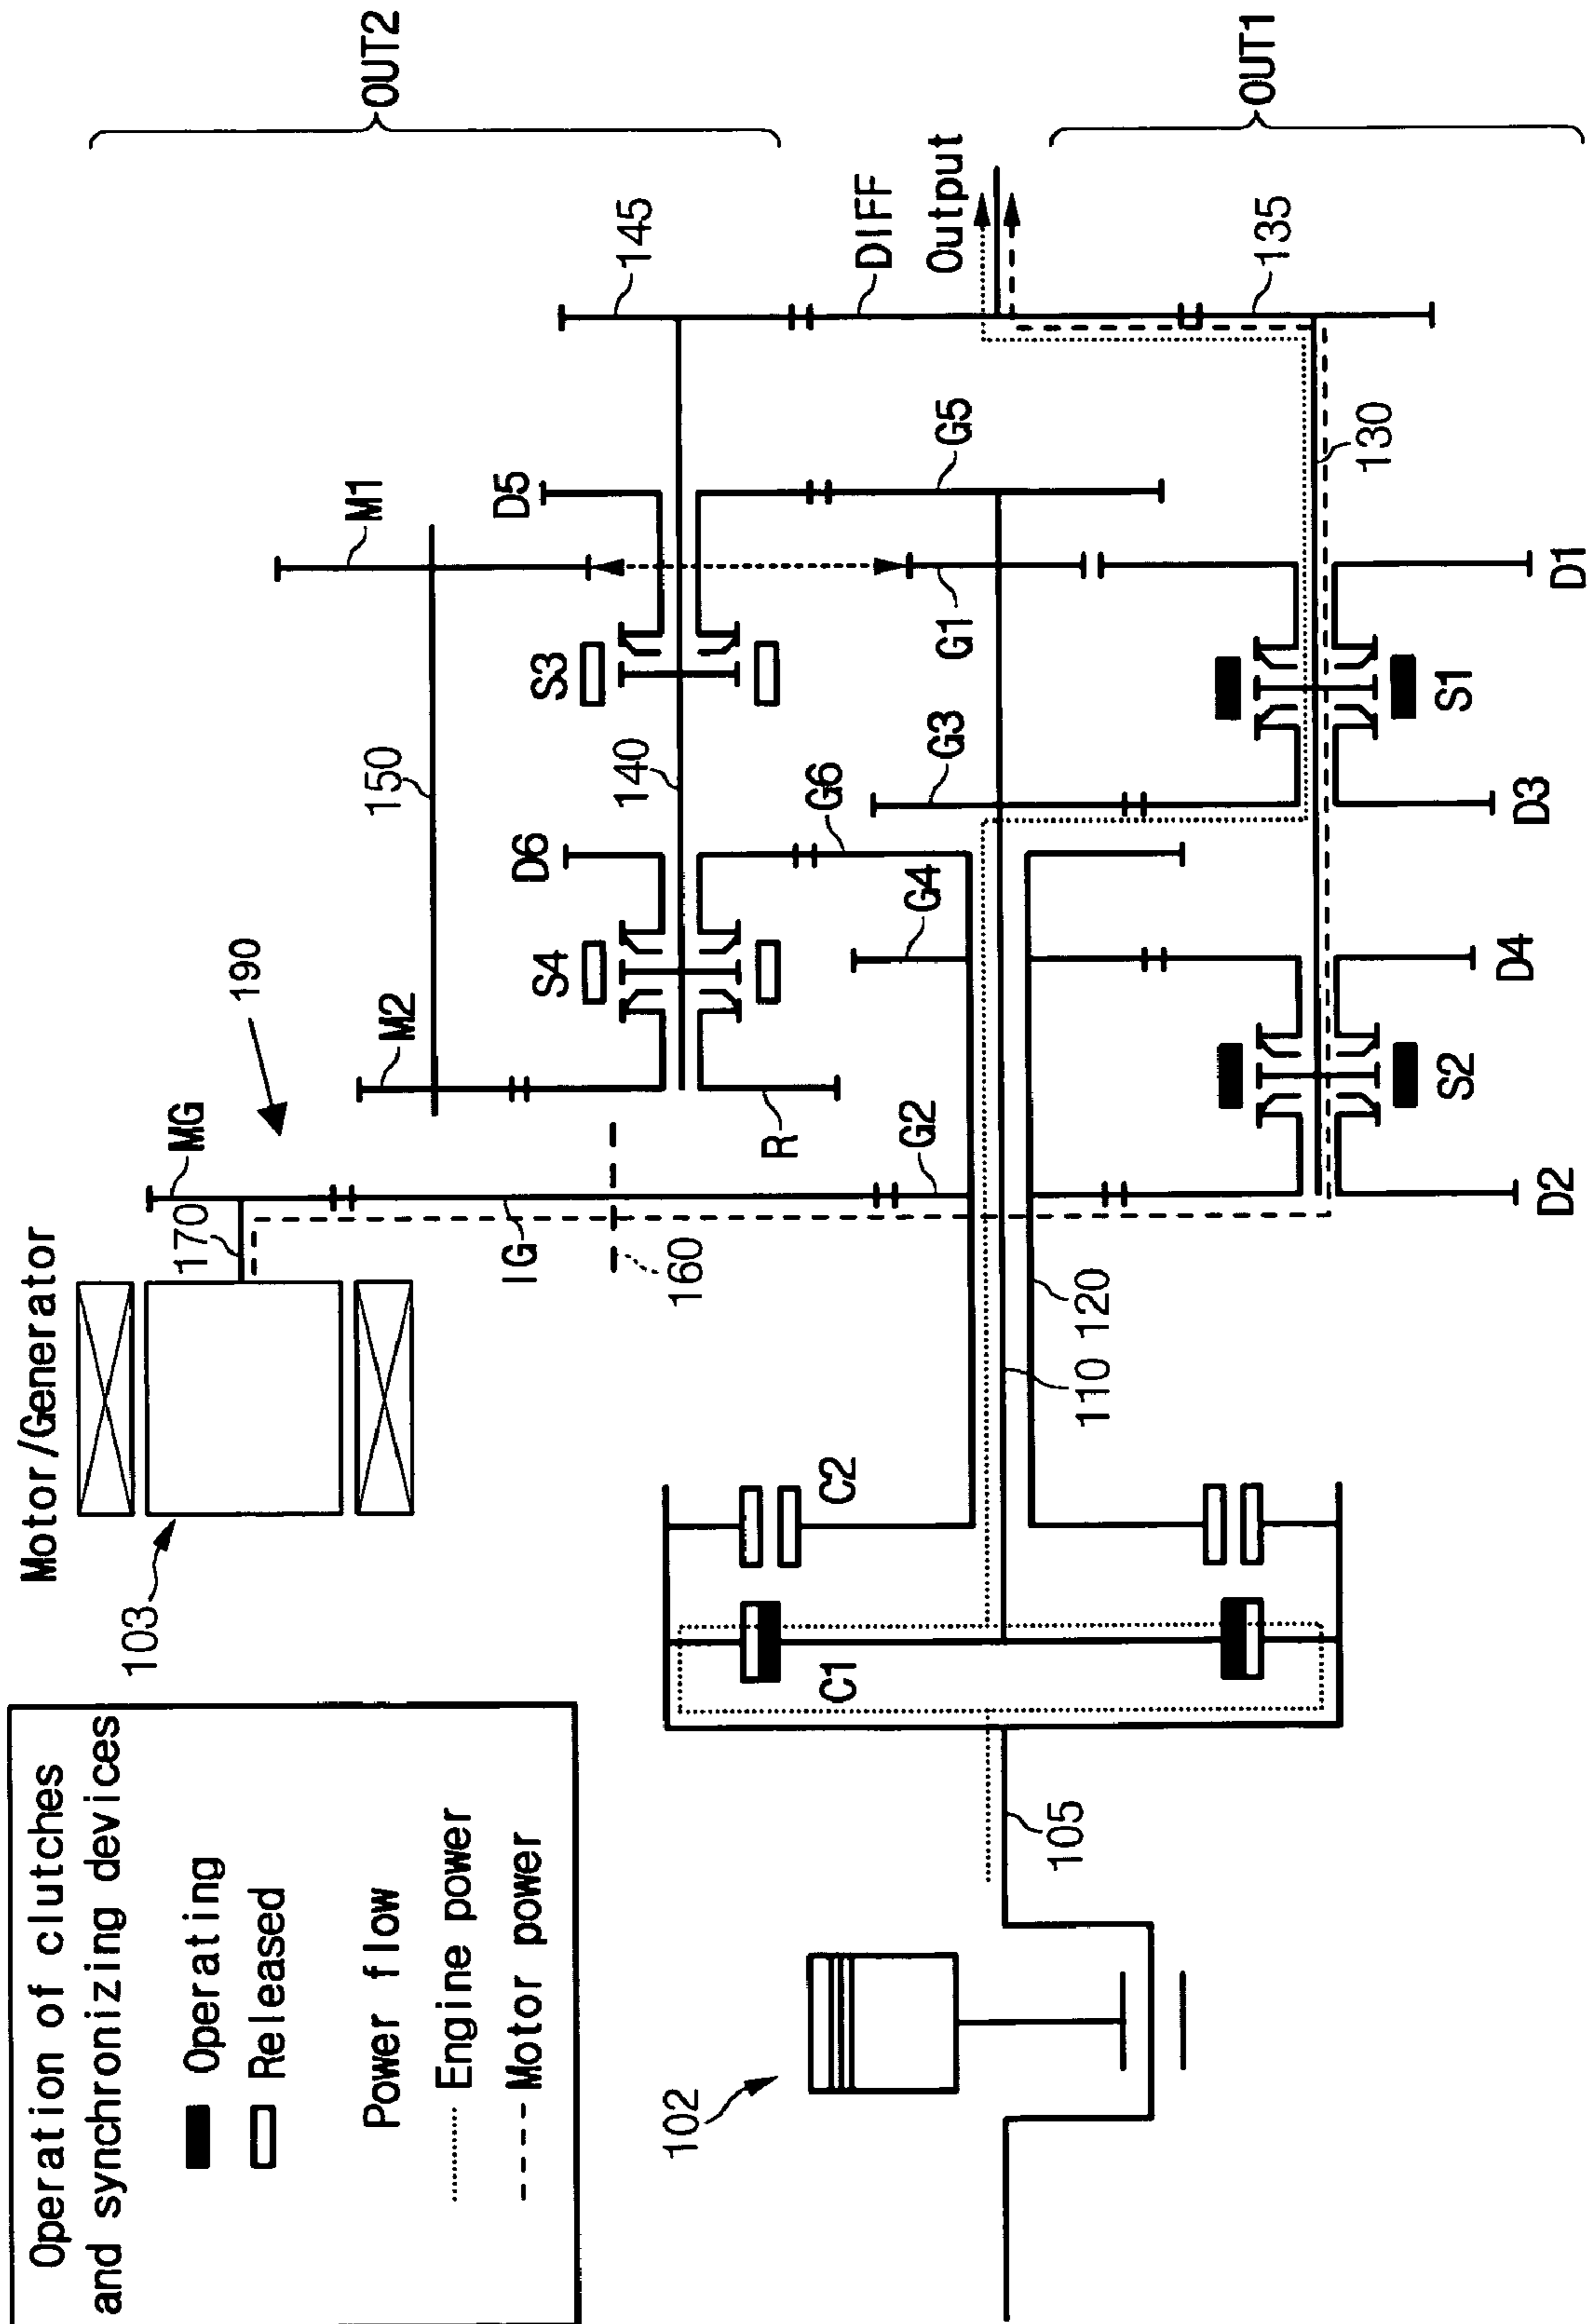 Operation of clutches
and synchronizing devices
Operating
Released
Power flow
Engine power
Motor power
Motor/Generator
103
170
MG
190
M2
150
M1
OUT2
IG
160
R
S4
D6
140
S3
D5
145
G2
G4
G6
G3
G1
G5
DIFF
Output
102
105
C1
C2
110
120
D2
S2
D4
D3
S1
D1
130
135
OUT1